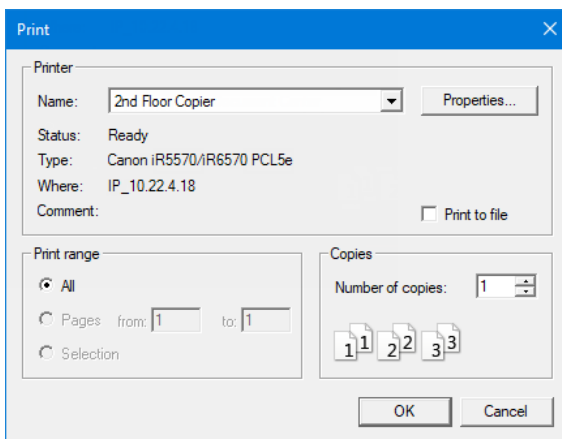 Print
Printer
Name: 2nd Floor Copier Properties...
Status: Ready
Type: Canon iR5570/iR6570 PCL5e
Where: IP_10.22.4.18
Comment: Print to file
Print range
All
Pages from: 1 to: 1
Selection
Copies
Number of copies: 1
1 1 2 2 3 3
OK Cancel